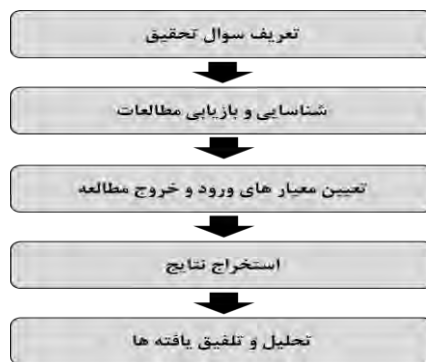 تعریف سوال تحقیق
شناسایی و بازیابی مطالعات
تعیین معیار های ورود و خروج مطالعه
استخراج نتایج
تحلیل و تلفیق یافته ها